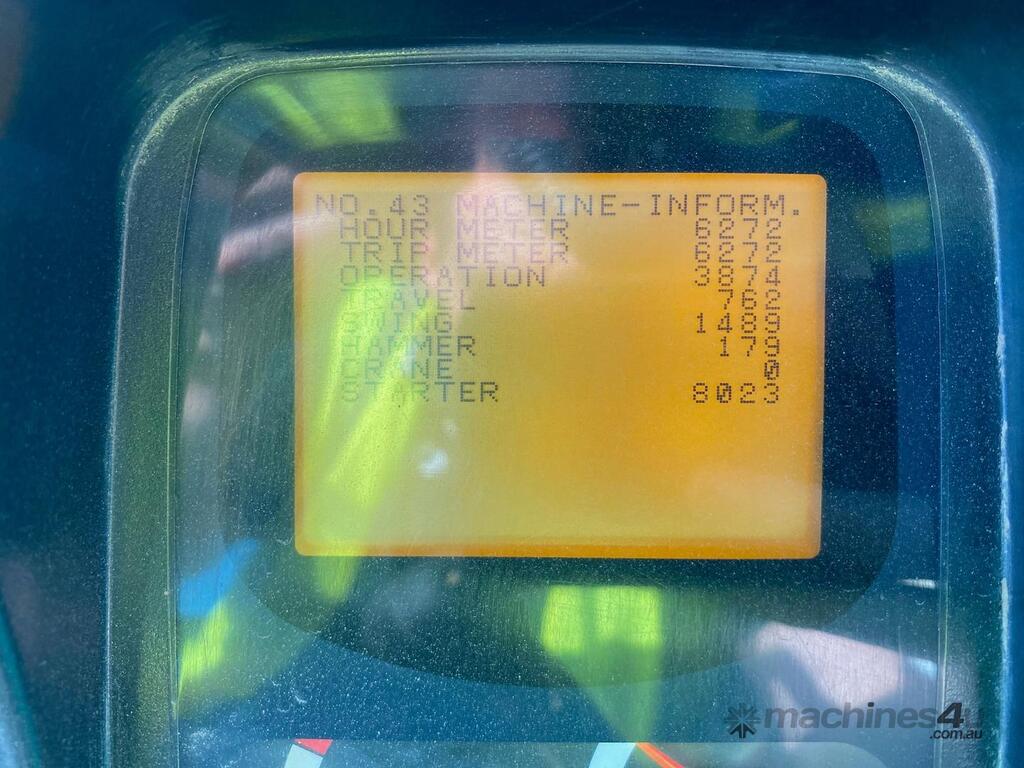 NO.43 MACHINE-INFORM.
HOUR METER 6272
TRIP METER 6272
OPERATION 3874
TRAVEL 762
SWING 1489
HAMMER 179
CRANE 0
STARTER 8023
machines4u
.com.au